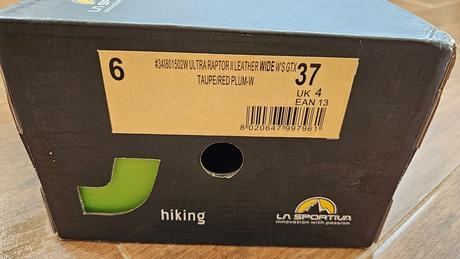 6
#34I801502W ULTRA RAPTOR II LEATHER WIDE W'S GTX
TAUPE/RED PLUM-W
37
UK 4
EAN 13
8 020647 997961
hiking
LA SPORTIVA
innovation with passion